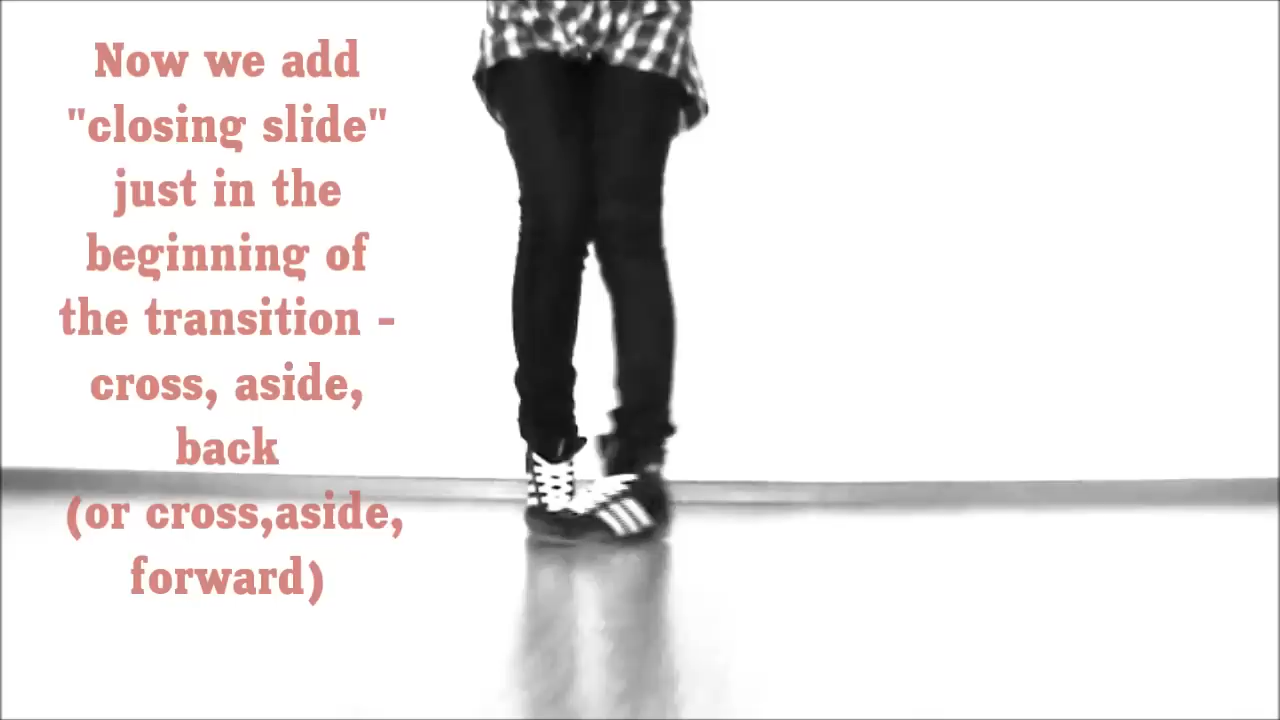 Now we add
"closing slide"
just in the
beginning of
the transition -
cross, aside,
back
(or cross,aside,
forward)